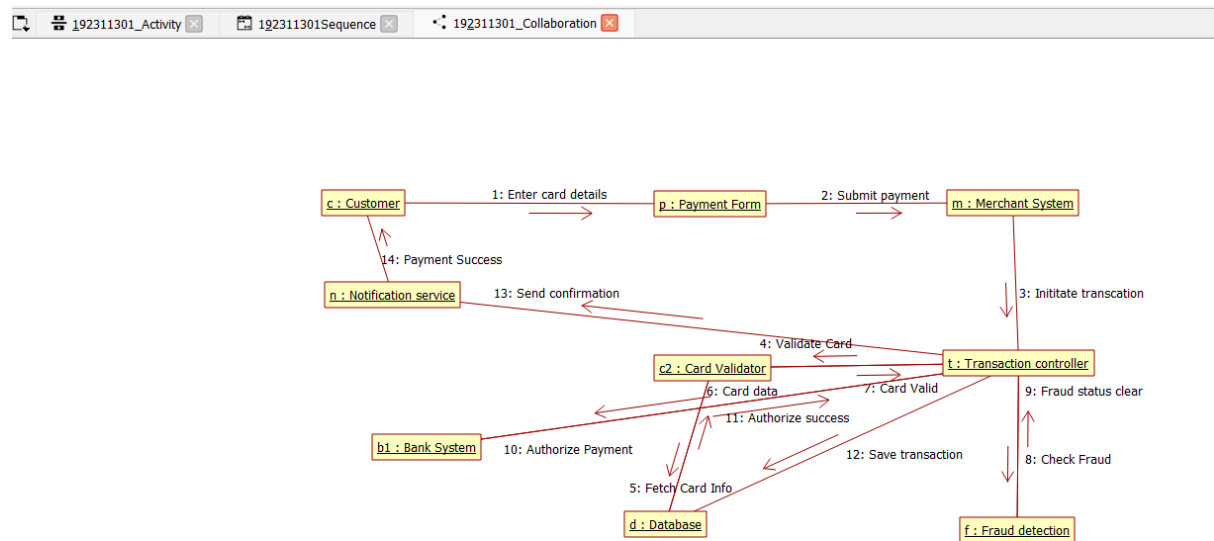 192311301_Activity
192311301Sequence
192311301_Collaboration
1: Enter card details
2: Submit payment
c : Customer
p : Payment Form
m : Merchant System
14: Payment Success
n : Notification service
13: Send confirmation
3: Inititate transcation
4: Validate Card
c2 : Card Validator
t : Transaction controller
6: Card data
7: Card Valid
9: Fraud status clear
11: Authorize success
b1 : Bank System
10: Authorize Payment
12: Save transaction
8: Check Fraud
5: Fetch Card Info
d : Database
f : Fraud detection